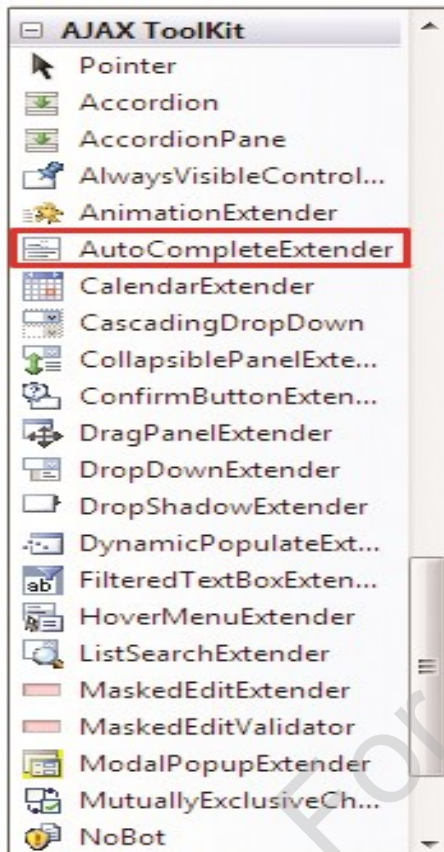 AJAX ToolKit
Pointer
Accordion
AccordionPane
AlwaysVisibleControl...
AnimationExtender
AutoCompleteExtender
CalendarExtender
CascadingDropDown
CollapsiblePanelExte...
ConfirmButtonExten...
DragPanelExtender
DropDownExtender
DropShadowExtender
DynamicPopulateExt...
FilteredTextBoxExten...
HoverMenuExtender
ListSearchExtender
MaskedEditExtender
MaskedEditValidator
ModalPopupExtender
MutuallyExclusiveCh...
NoBot
For